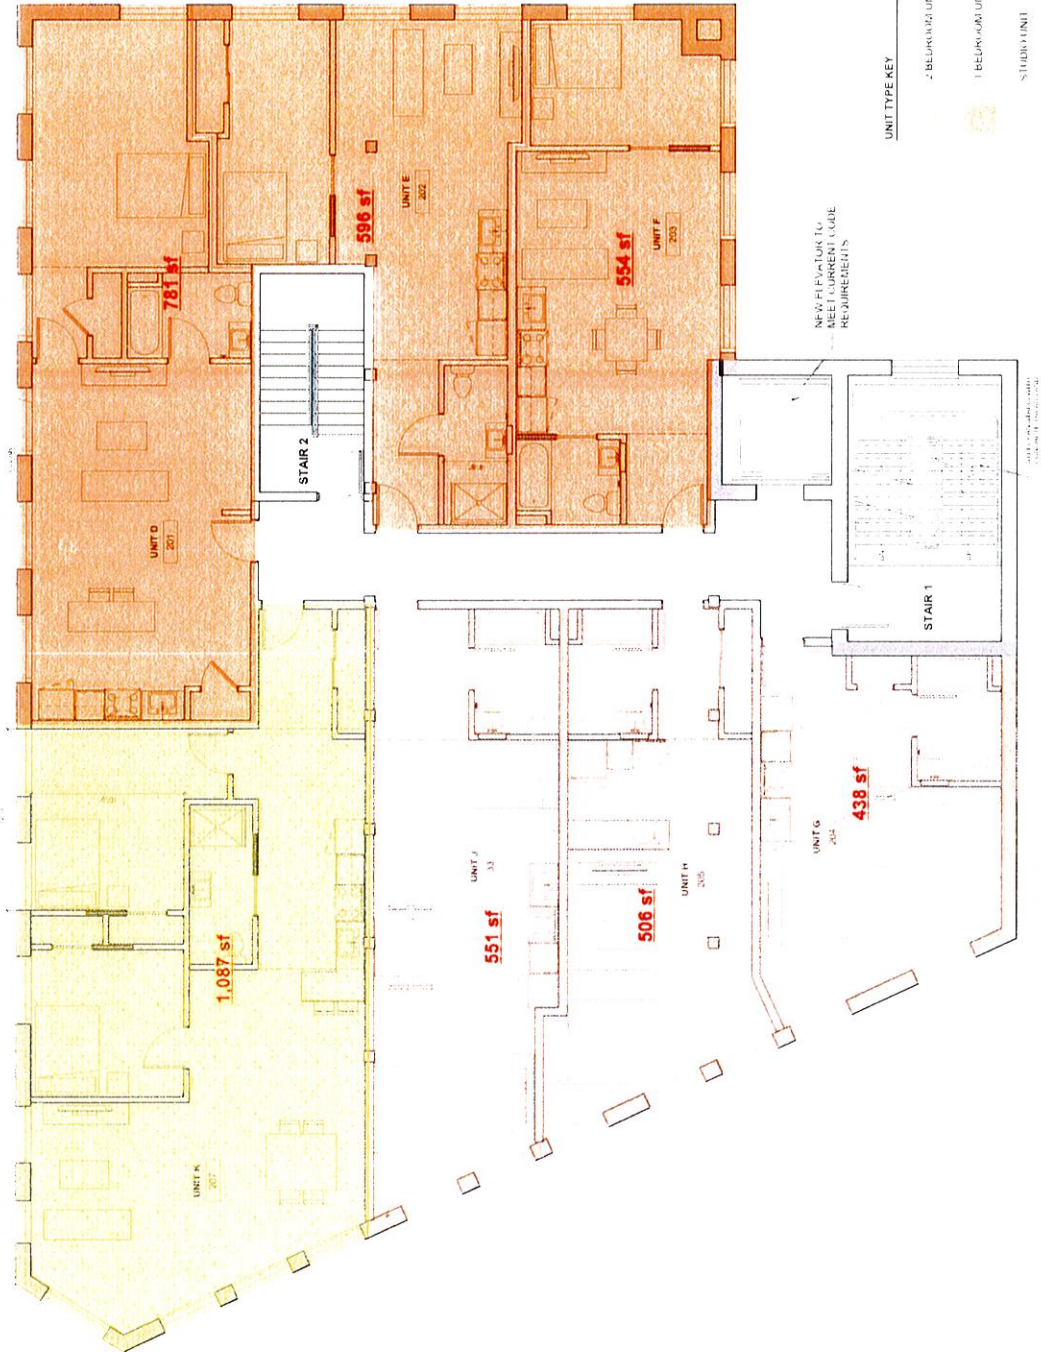 UNIT TYPE KEY
2 BEDROOM UN
1 BEDROOM UN
STUDIO UNIT
781 sf
UNIT D
201
596 sf
UNIT E
202
554 sf
UNIT F
203
NEW ELEVATOR TO
MEET CURRENT CODE
REQUIREMENTS
STAIR 2
STAIR 1
1,087 sf
UNIT K
207
551 sf
UNIT J
506 sf
UNIT H
205
438 sf
UNIT G
204